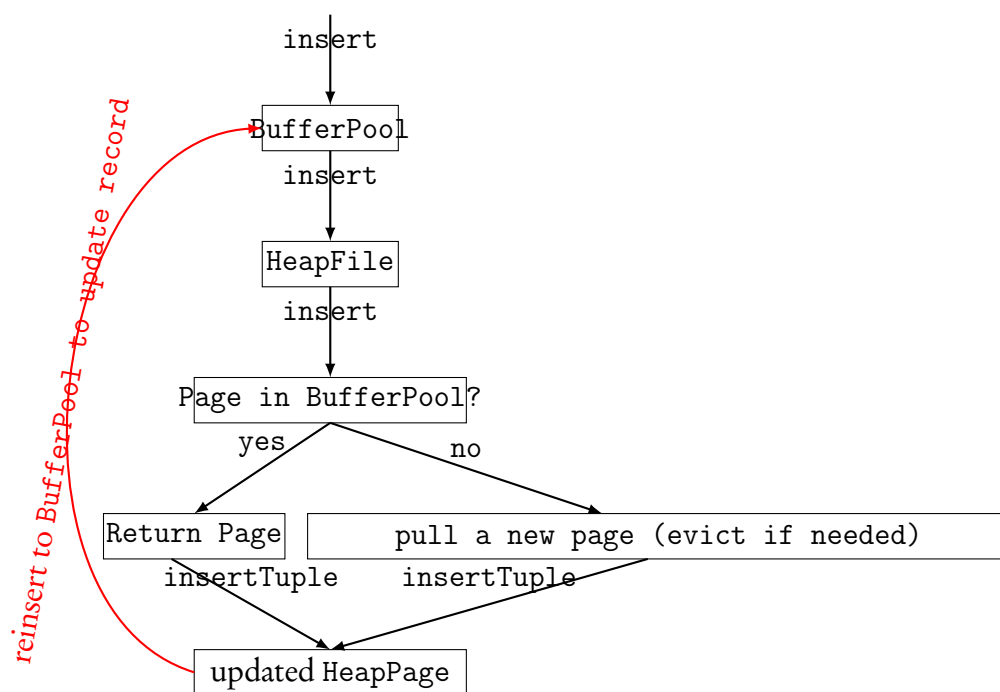 insert
BufferPool
insert
HeapFile
insert
Page in BufferPool?
yes
no
Return Page
pull a new page (evict if needed)
insertTuple
insertTuple
updated HeapPage
reinsert to BufferPool to update record